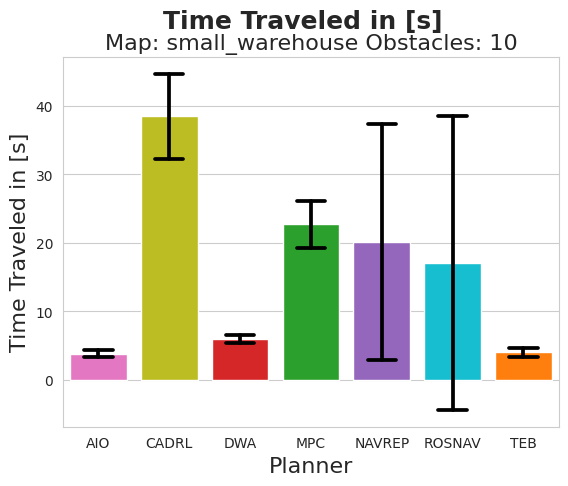 Time Traveled in [s]
Map: small_warehouse Obstacles: 10
Time Traveled in [s]
40
30
20
10
0
AIO CADRL DWA MPC NAVREP ROSNAV TEB
Planner